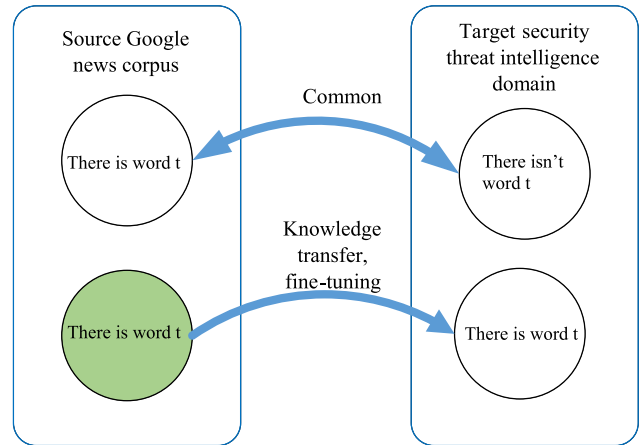 Source Google
news corpus
There is word t
There is word t
Common
Knowledge
transfer,
fine-tuning
Target security
threat intelligence
domain
There isn't
word t
There is word t